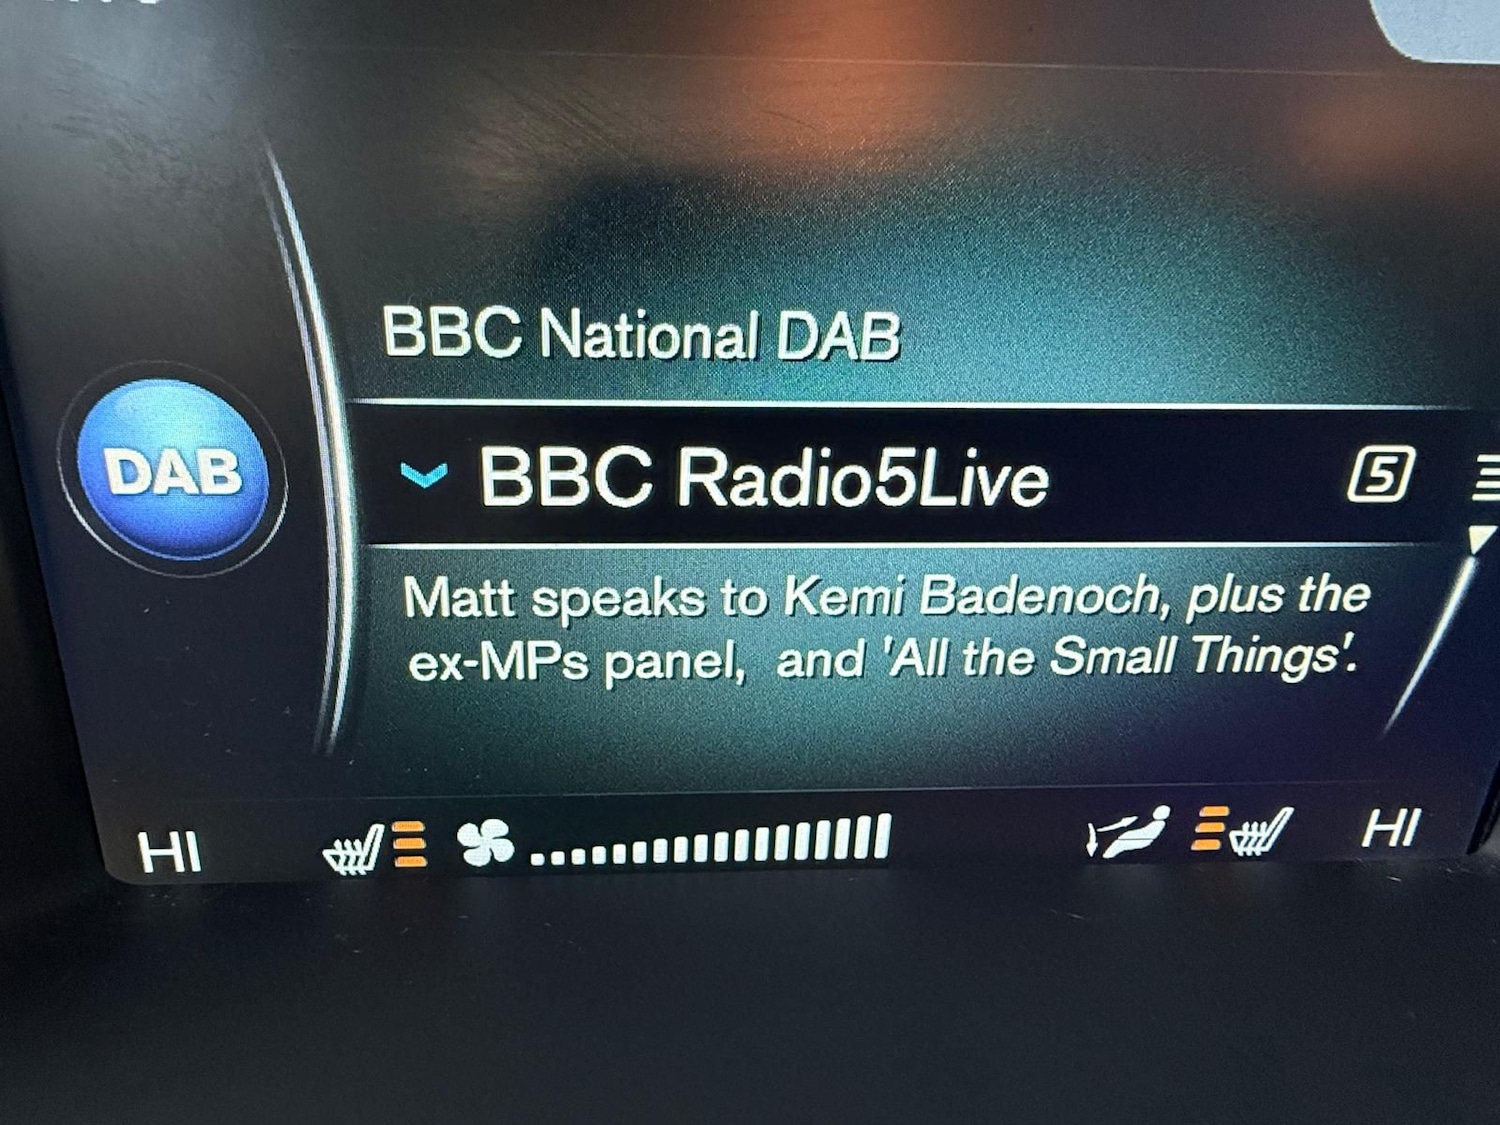 BBC National DAB
DAB
BBC Radio5Live
5
Matt speaks to Kemi Badenoch, plus the
ex-MPs panel, and 'All the Small Things'.
HI
HI